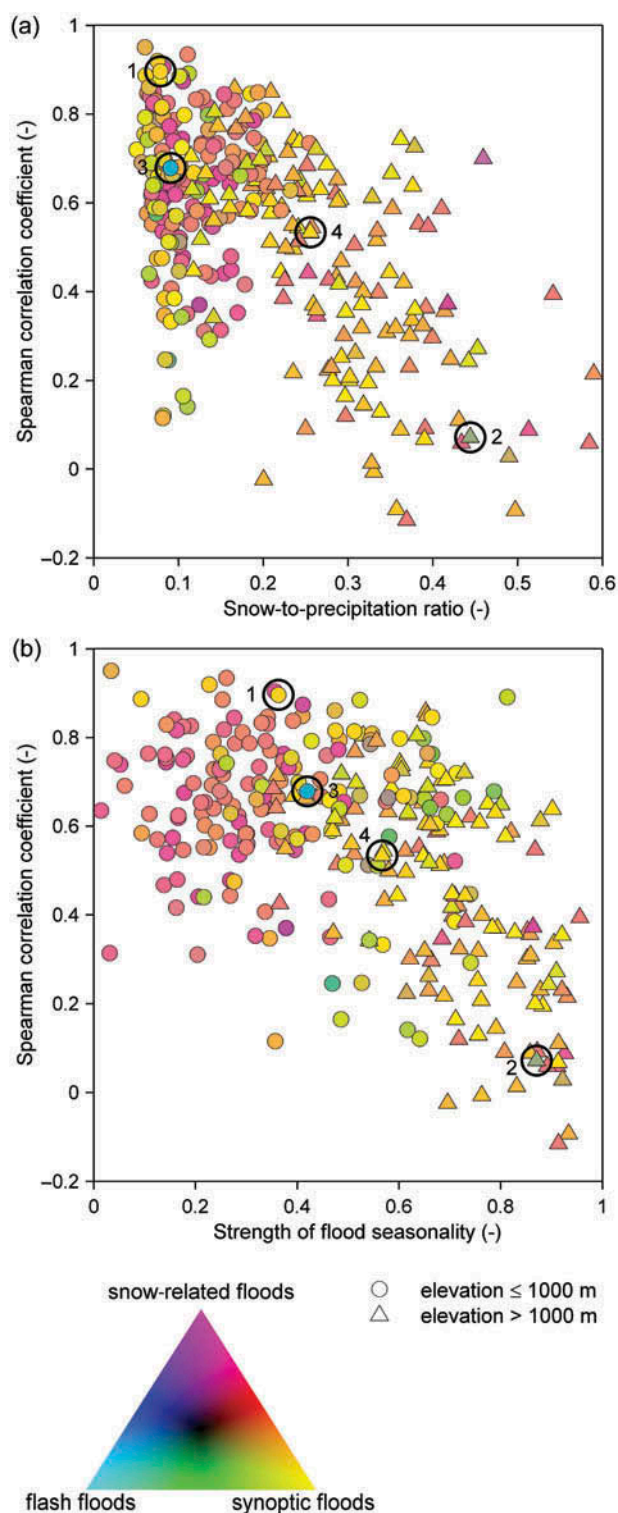 (a)
1
0.8
3
0.6
4
0.4
0.2
2
0
−0.2
0 0.1 0.2 0.3 0.4 0.5 0.6
Spearman correlation coefficient (-)
Snow-to-precipitation ratio (-)
1
2
3
4
(b)
1
0.8
0.6
0.4
0.2
0
−0.2
0 0.2 0.4 0.6 0.8 1
Spearman correlation coefficient (-)
Strength of flood seasonality (-)
1
3
4
2
snow-related floods
elevation ≤ 1000 m
elevation > 1000 m
flash floods
synoptic floods